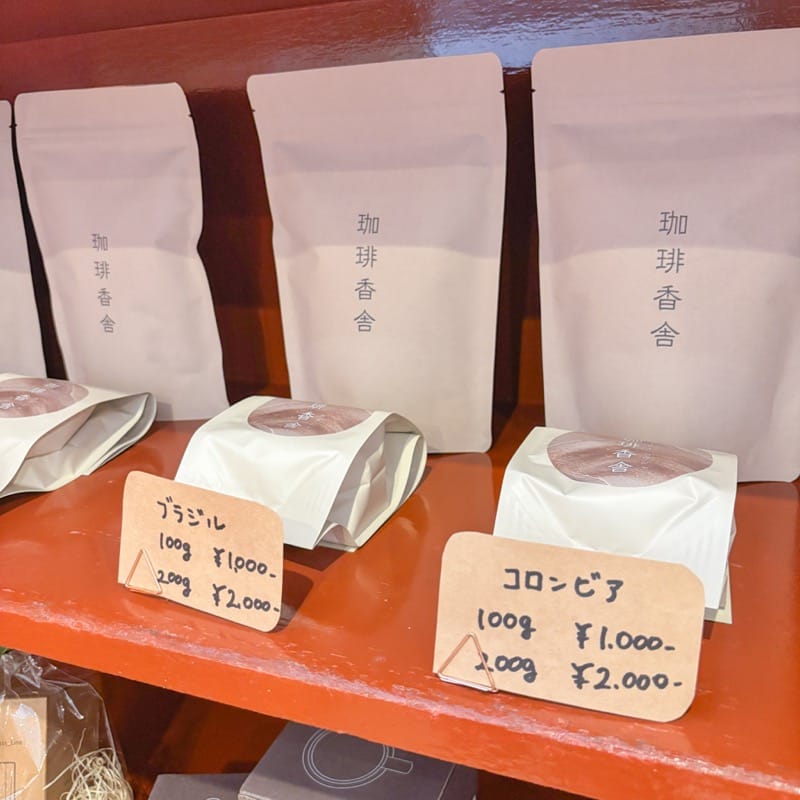 珈琲香舎
珈琲香舎
珈琲香舎
ブラジル
100g ¥1,000-
200g ¥2,000-
コロンビア
100g ¥1.000-
200g ¥2.000-